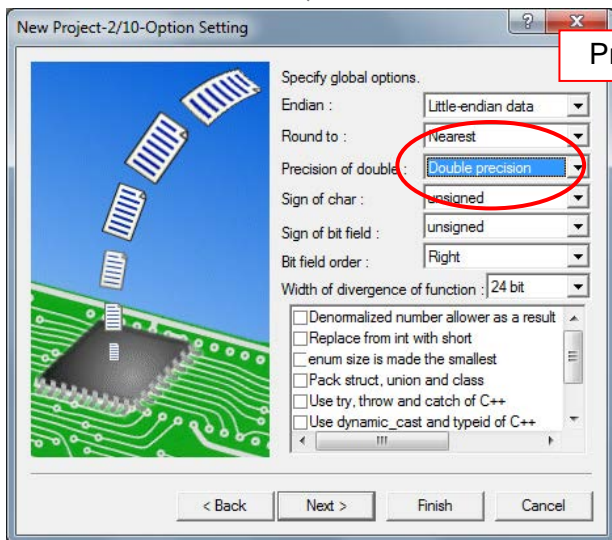 New Project-2/10-Option Setting
Specify global options.
Endian : Little-endian data
Round to : Nearest
Precision of double : Double precision
Sign of char : unsigned
Sign of bit field : unsigned
Bit field order : Right
Width of divergence of function : 24 bit
Denormalized number allower as a result
Replace from int with short
enum size is made the smallest
Pack struct, union and class
Use try, throw and catch of C++
Use dynamic_cast and typeid of C++
< Back Next > Finish Cancel